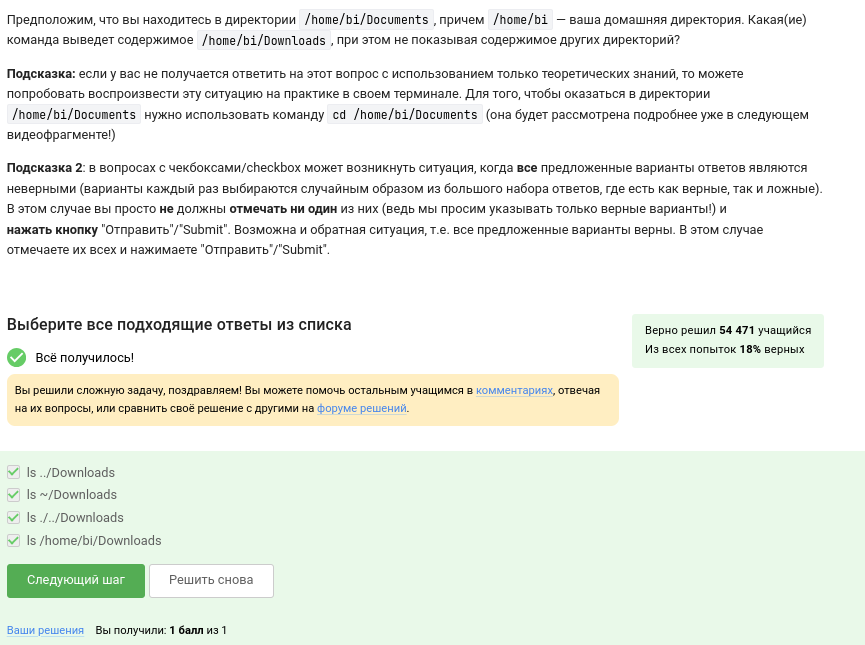 Предположим, что вы находитесь в директории /home/bi/Documents, причем /home/bi — ваша домашняя директория. Какая(ие)
команда выведет содержимое /home/bi/Downloads, при этом не показывая содержимое других директорий?
Подсказка: если у вас не получается ответить на этот вопрос с использованием только теоретических знаний, то можете
попробовать воспроизвести эту ситуацию на практике в своем терминале. Для того, чтобы оказаться в директории
/home/bi/Documents нужно использовать команду cd /home/bi/Documents (она будет рассмотрена подробнее уже в следующем
видеофрагменте!)
Подсказка 2: в вопросах с чекбоксами/checkbox может возникнуть ситуация, когда все предложенные варианты ответов являются
неверными (варианты каждый раз выбираются случайным образом из большого набора ответов, где есть как верные, так и ложные).
В этом случае вы просто не должны отмечать ни один из них (ведь мы просим указывать только верные варианты!) и
нажать кнопку "Отправить"/"Submit". Возможна и обратная ситуация, т.е. все предложенные варианты верны. В этом случае
отмечаете их всех и нажимаете "Отправить"/"Submit".
Выберите все подходящие ответы из списка
Верно решил 54 471 учащийся
Из всех попыток 18% верных
Всё получилось!
Вы решили сложную задачу, поздравляем! Вы можете помочь остальным учащимся в комментариях, отвечая
на их вопросы, или сравнить своё решение с другими на форуме решений.
ls ../Downloads
ls ~/Downloads
ls ./../Downloads
ls /home/bi/Downloads
Следующий шаг Решить снова
Ваши решения Вы получили: 1 балл из 1